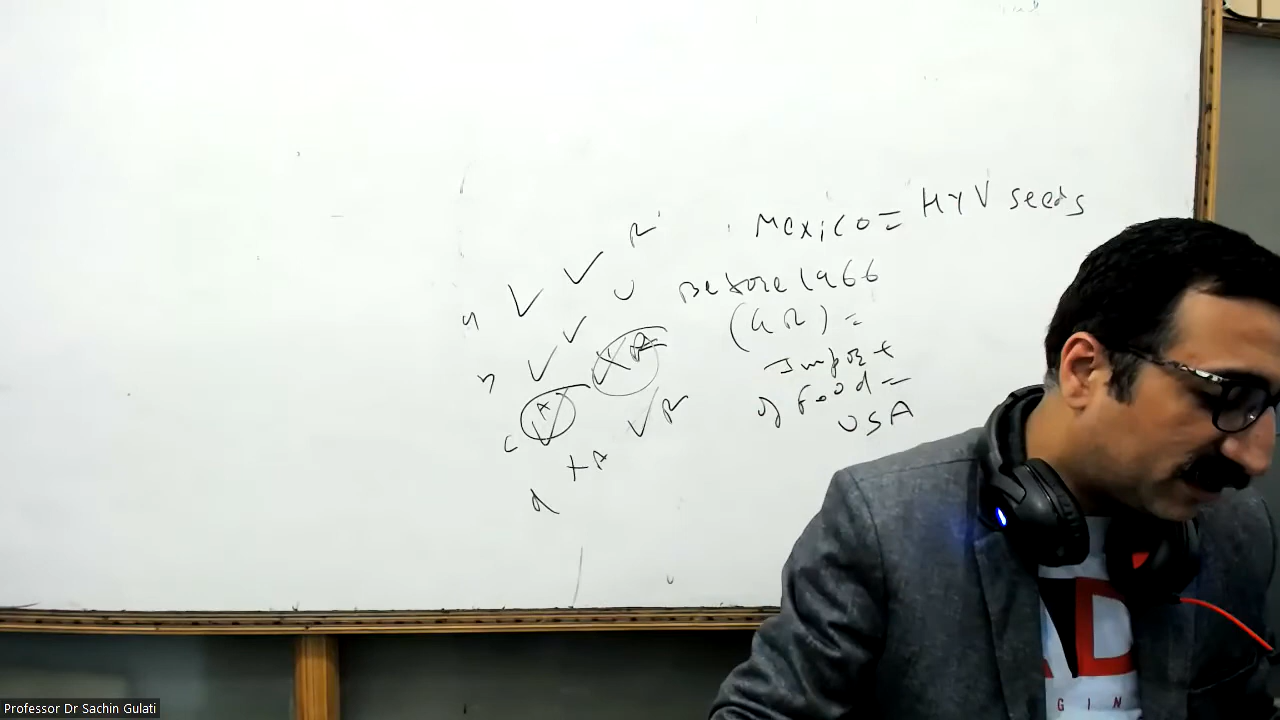 Mexico = HYV seeds
Before 1966
(GR) =
Import
of food =
USA
a ✓ ✓ R
b ✓ ✓
c ✓ A ✓ R
d × A
Professor Dr Sachin Gulati